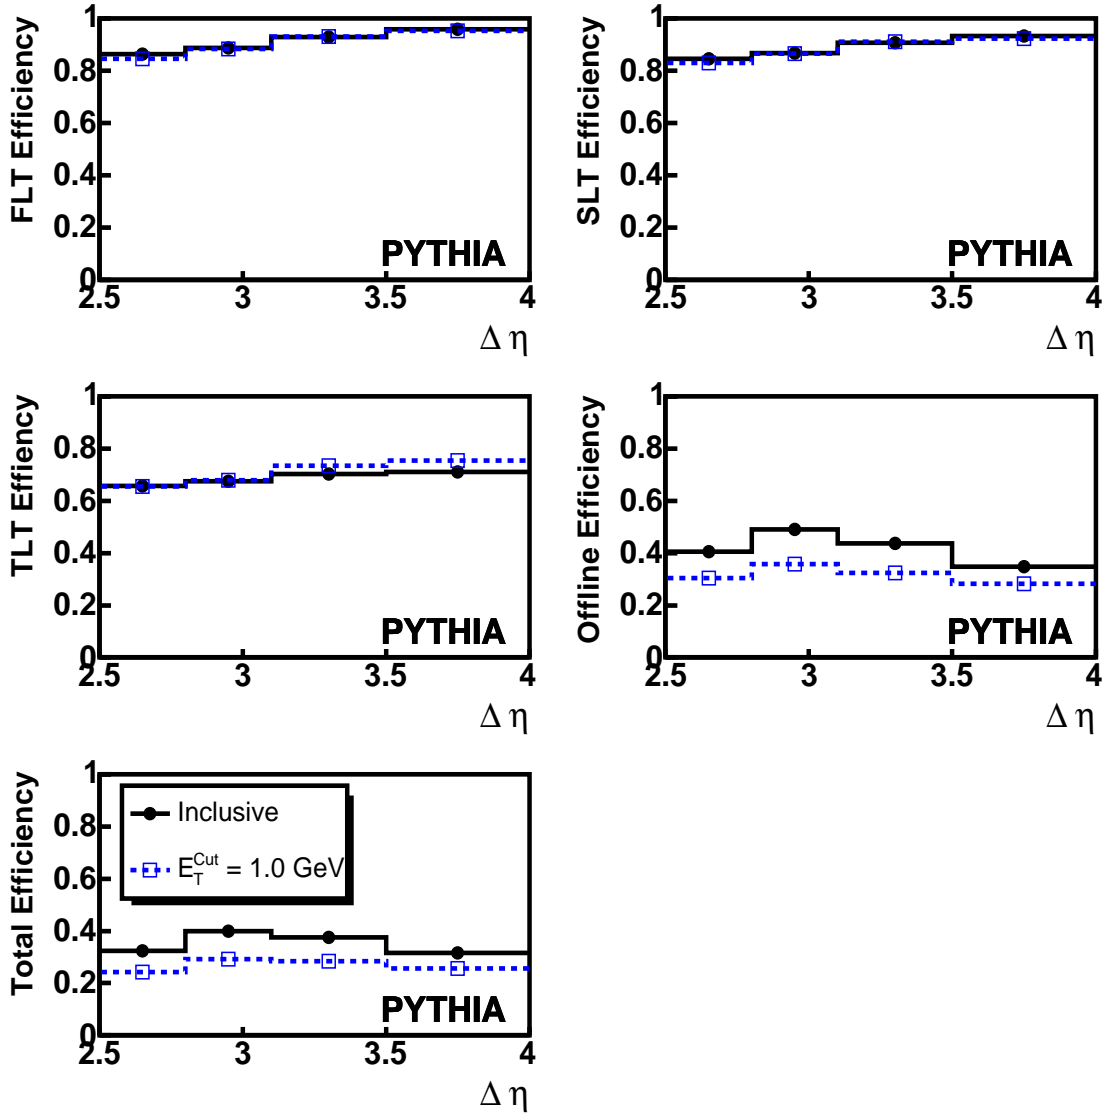 FLT Efficiency
1
0.8
0.6
0.4
0.2
0
2.5 3 3.5 4
PYTHIA
Δ η
SLT Efficiency
1
0.8
0.6
0.4
0.2
0
2.5 3 3.5 4
PYTHIA
Δ η
TLT Effiency
1
0.8
0.6
0.4
0.2
0
2.5 3 3.5 4
PYTHIA
Δ η
Offline Efficiency
1
0.8
0.6
0.4
0.2
0
2.5 3 3.5 4
PYTHIA
Δ η
Total Efficiency
1
0.8
0.6
0.4
0.2
0
2.5 3 3.5 4
Inclusive
E_T^Cut = 1.0 GeV
PYTHIA
Δ η